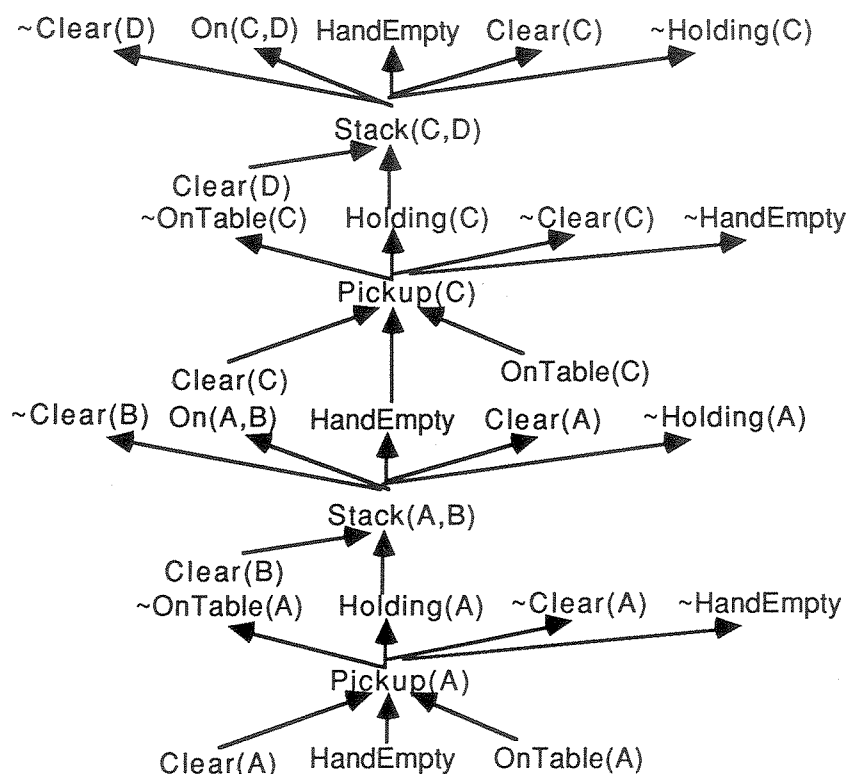 ~Clear(D) On(C,D) HandEmpty Clear(C) ~Holding(C)
Stack(C,D)
Clear(D)
~OnTable(C) Holding(C) ~Clear(C) ~HandEmpty
Pickup(C)
Clear(C) OnTable(C)
~Clear(B) On(A,B) HandEmpty Clear(A) ~Holding(A)
Stack(A,B)
Clear(B)
~OnTable(A) Holding(A) ~Clear(A) ~HandEmpty
Pickup(A)
Clear(A) HandEmpty OnTable(A)